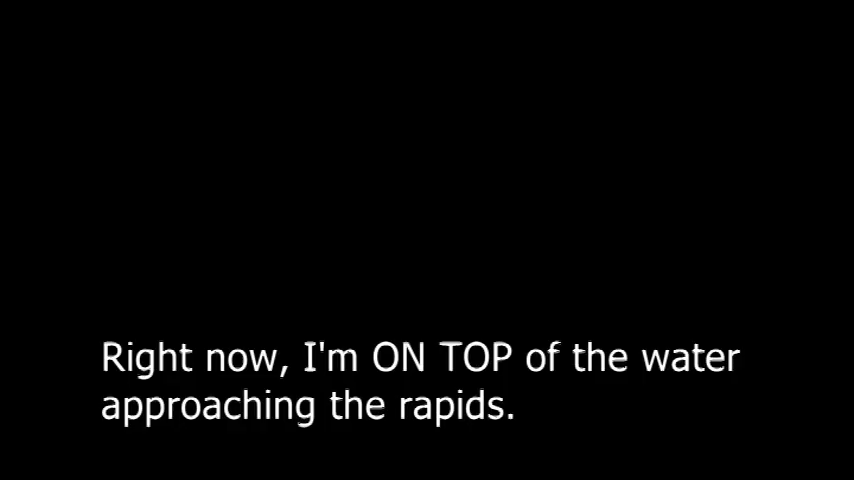 Right now, I'm ON TOP of the water
approaching the rapids.